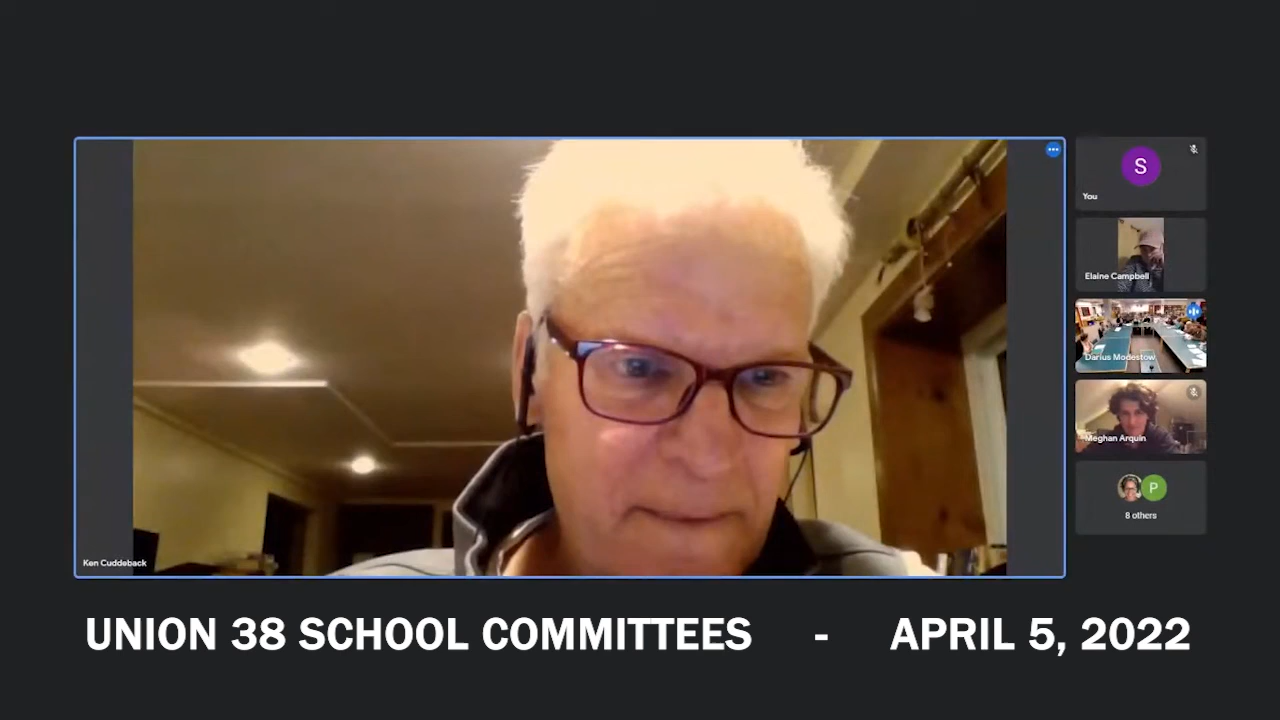 S
You
Elaine Campbell
Darius Modestow
Meghan Arquin
P
8 others
Ken Cuddeback
UNION 38 SCHOOL COMMITTEES - APRIL 5, 2022